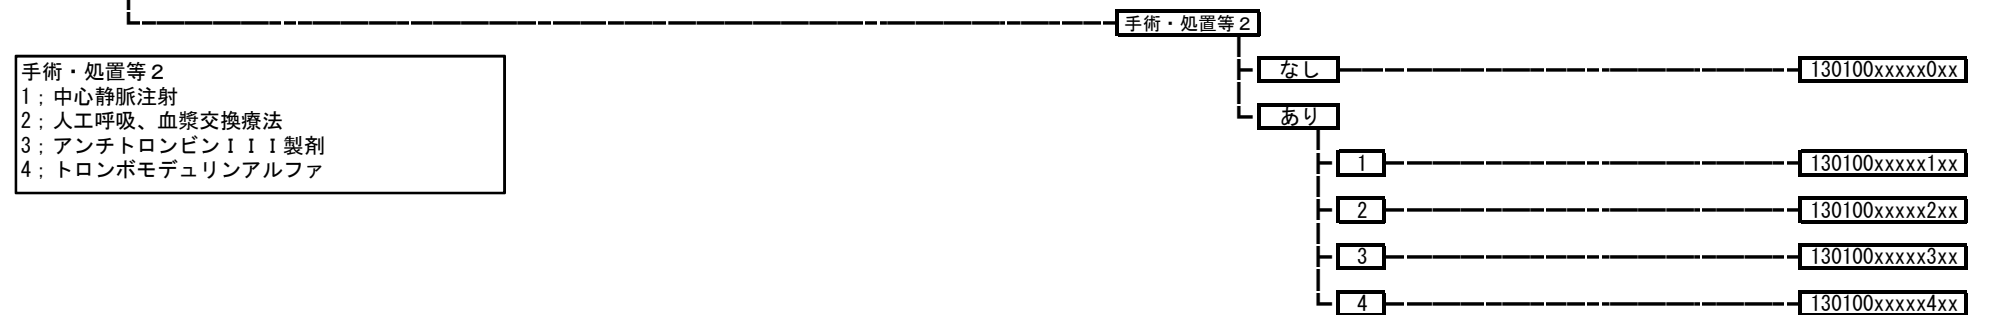 手術・処置等２
手術・処置等２
1；中心静脈注射
2；人工呼吸、血漿交換療法
3；アンチトロンビンＩＩＩ製剤
4；トロンボモデュリンアルファ
なし
130100xxxxx0xx
あり
1
130100xxxxx1xx
2
130100xxxxx2xx
3
130100xxxxx3xx
4
130100xxxxx4xx